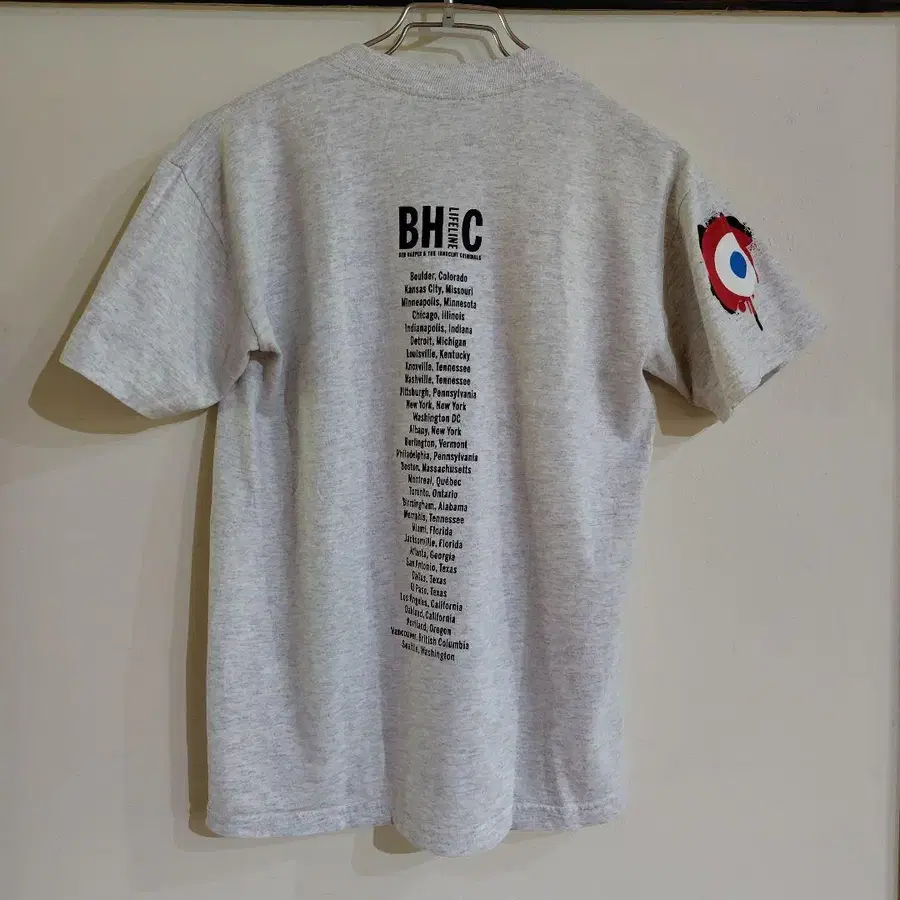 BH LIFELINE C
BEN HARPER & THE INNOCENT CRIMINALS
Boulder, Colorado
Kansas City, Missouri
Minneapolis, Minnesota
Chicago, Illinois
Indianapolis, Indiana
Detroit, Michigan
Louisville, Kentucky
Knoxville, Tennessee
Nashville, Tennessee
Pittsburgh, Pennsylvania
New York, New York
Washington DC
Albany, New York
Burlington, Vermont
Philadelphia, Pennsylvania
Boston, Massachusetts
Montreal, Québec
Toronto, Ontario
Birmingham, Alabama
Memphis, Tennessee
Miami, Florida
Jacksonville, Florida
Atlanta, Georgia
San Antonio, Texas
Dallas, Texas
El Paso, Texas
Los Angeles, California
Oakland, California
Portland, Oregon
Vancouver, British Columbia
Seattle, Washington